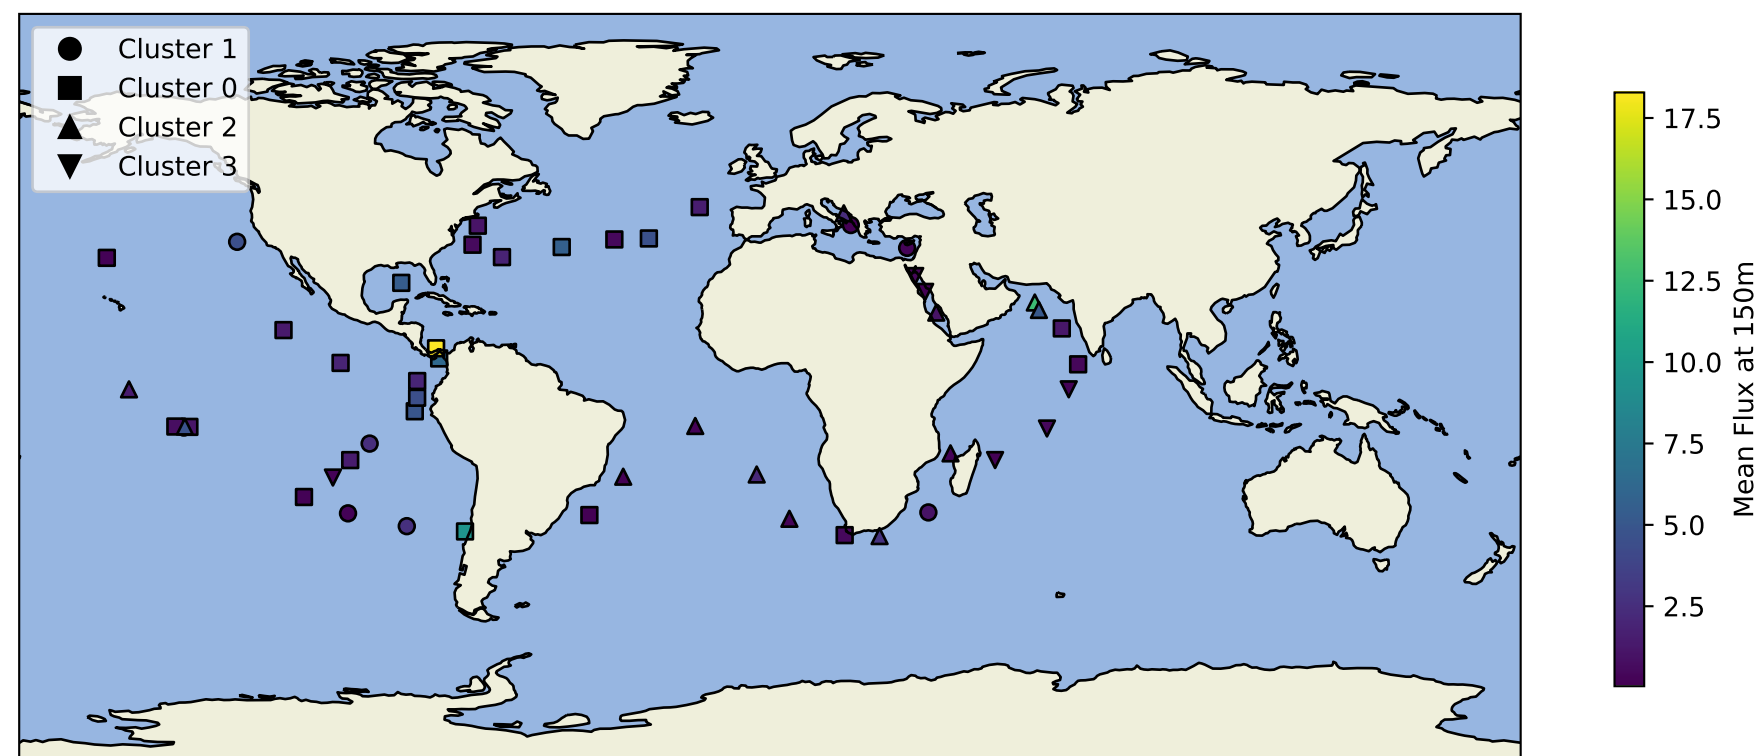 Cluster 1
Cluster 0
Cluster 2
Cluster 3
17.5
15.0
12.5
10.0
7.5
5.0
2.5
Mean Flux at 150m